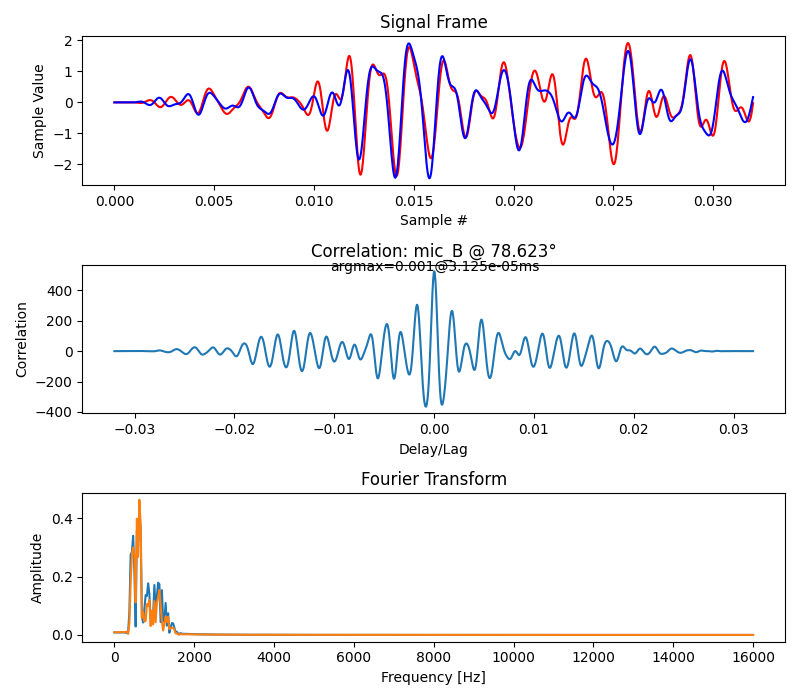 Signal Frame
2
1
0
−1
−2
Sample Value
0.000 0.005 0.010 0.015 0.020 0.025 0.030
Sample #
Correlation: mic_B @ 78.623°
argmax=0.001@3.125e-05ms
400
200
0
−200
−400
Correlation
−0.03 −0.02 −0.01 0.00 0.01 0.02 0.03
Delay/Lag
Fourier Transform
0.4
0.2
0.0
Amplitude
0 2000 4000 6000 8000 10000 12000 14000 16000
Frequency [Hz]